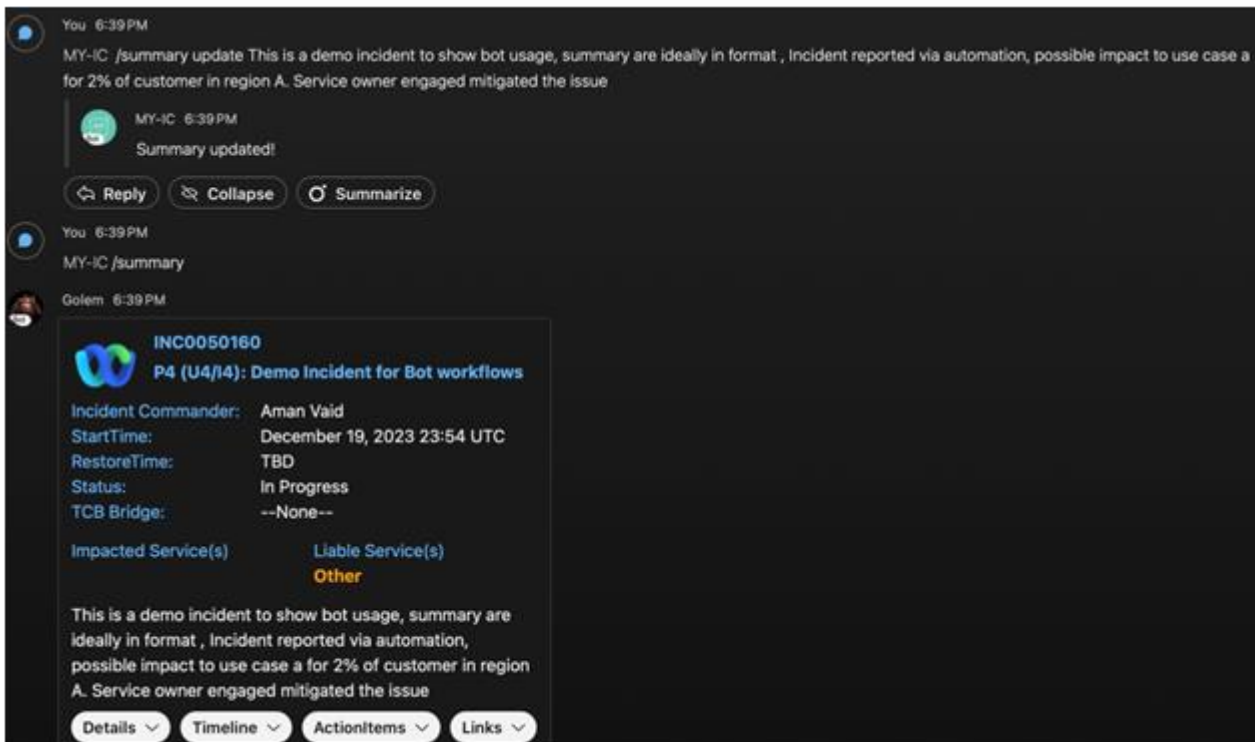 You 6:39 PM
MY-IC /summary update This is a demo incident to show bot usage, summary are ideally in format , Incident reported via automation, possible impact to use case a
for 2% of customer in region A. Service owner engaged mitigated the issue
MY-IC 6:39 PM
Summary updated!
Reply Collapse Summarize
You 6:39 PM
MY-IC /summary
Golem 6:39 PM
INC0050160
P4 (U4/I4): Demo Incident for Bot workflows
Incident Commander: Aman Vaid
StartTime: December 19, 2023 23:54 UTC
RestoreTime: TBD
Status: In Progress
TCB Bridge: --None--
Impacted Service(s) Liable Service(s)
Other
This is a demo incident to show bot usage, summary are
ideally in format , Incident reported via automation,
possible impact to use case a for 2% of customer in region
A. Service owner engaged mitigated the issue
Details Timeline ActionItems Links